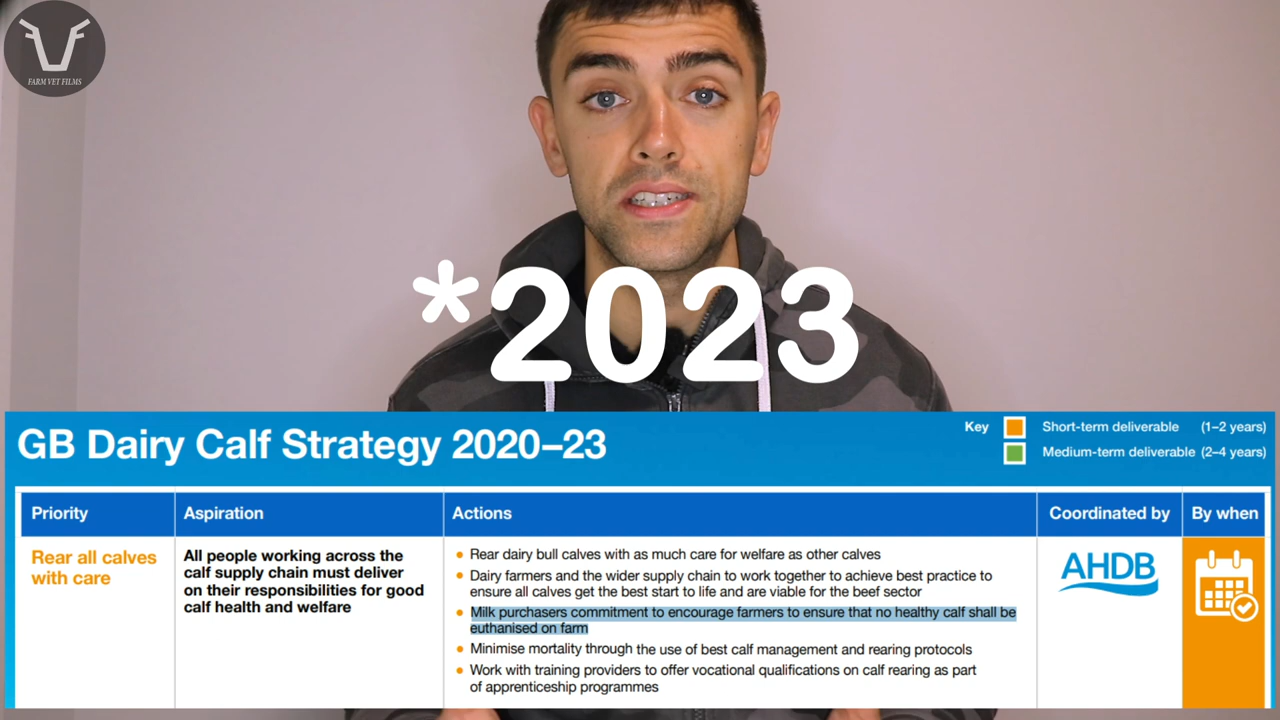 FARM VET FILMS
*2023
GB Dairy Calf Strategy 2020–23
Key
Short-term deliverable (1–2 years)
Medium-term deliverable (2–4 years)
Priority
Aspiration
Actions
Coordinated by
By when
Rear all calves
with care
All people working across the
calf supply chain must deliver
on their responsibilities for good
calf health and welfare
• Rear dairy bull calves with as much care for welfare as other calves
• Dairy farmers and the wider supply chain to work together to achieve best practice to
ensure all calves get the best start to life and are viable for the beef sector
• Milk purchasers commitment to encourage farmers to ensure that no healthy calf shall be
euthanised on farm
• Minimise mortality through the use of best calf management and rearing protocols
• Work with training providers to offer vocational qualifications on calf rearing as part
of apprenticeship programmes
AHDB